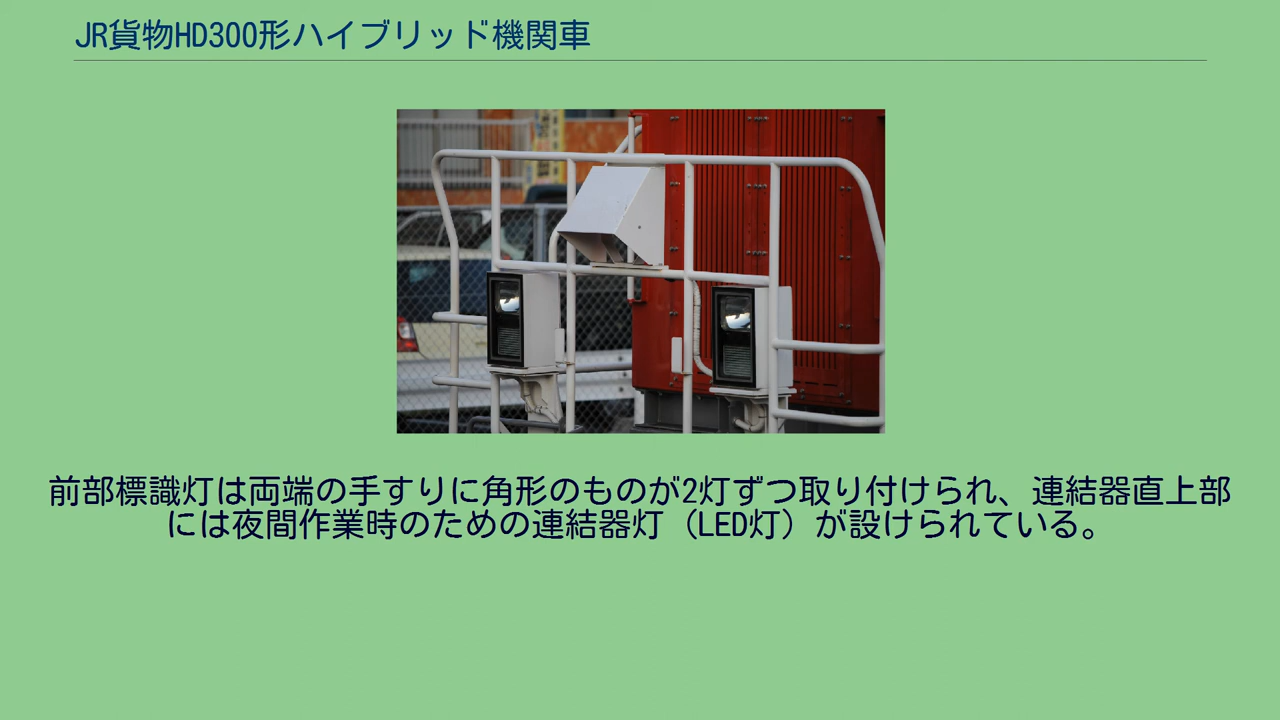 JR貨物HD300形ハイブリッド機関車
前部標識灯は両端の手すりに角形のものが2灯ずつ取り付けられ、連結器直上部
には夜間作業時のための連結器灯（LED灯）が設けられている。